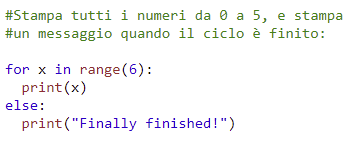 #Stampa tutti i numeri da 0 a 5, e stampa
#un messaggio quando il ciclo è finito:
for x in range(6):
  print(x)
else:
  print("Finally finished!")